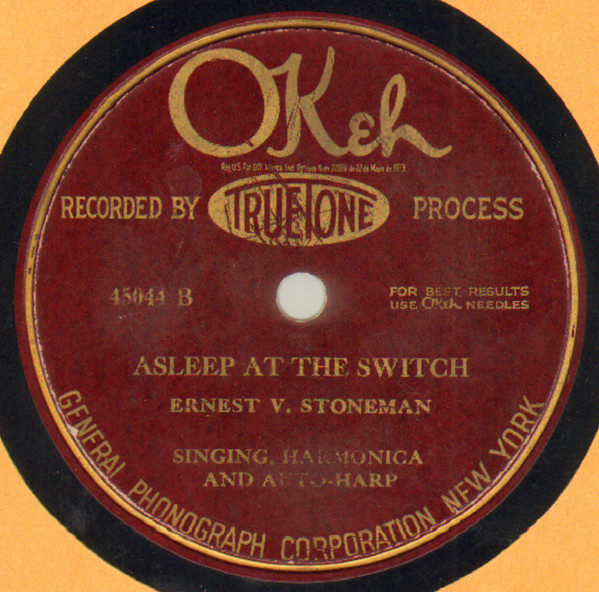 OKeh
RECORDED BY TRUETONE PROCESS
45044 B
FOR BEST RESULTS
USE OKeh NEEDLES
ASLEEP AT THE SWITCH
ERNEST V. STONEMAN
SINGING, HARMONICA
AND AUTO-HARP
GENERAL PHONOGRAPH CORPORATION NEW YORK